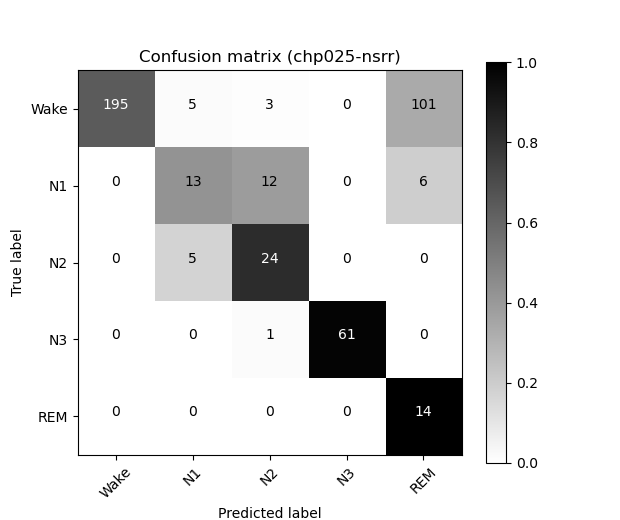 Confusion matrix (chp025-nsrr)
Wake 195 5 3 0 101
N1 0 13 12 0 6
N2 0 5 24 0 0
N3 0 0 1 61 0
REM 0 0 0 0 14
Wake N1 N2 N3 REM
Predicted label
True label
1.0
0.8
0.6
0.4
0.2
0.0